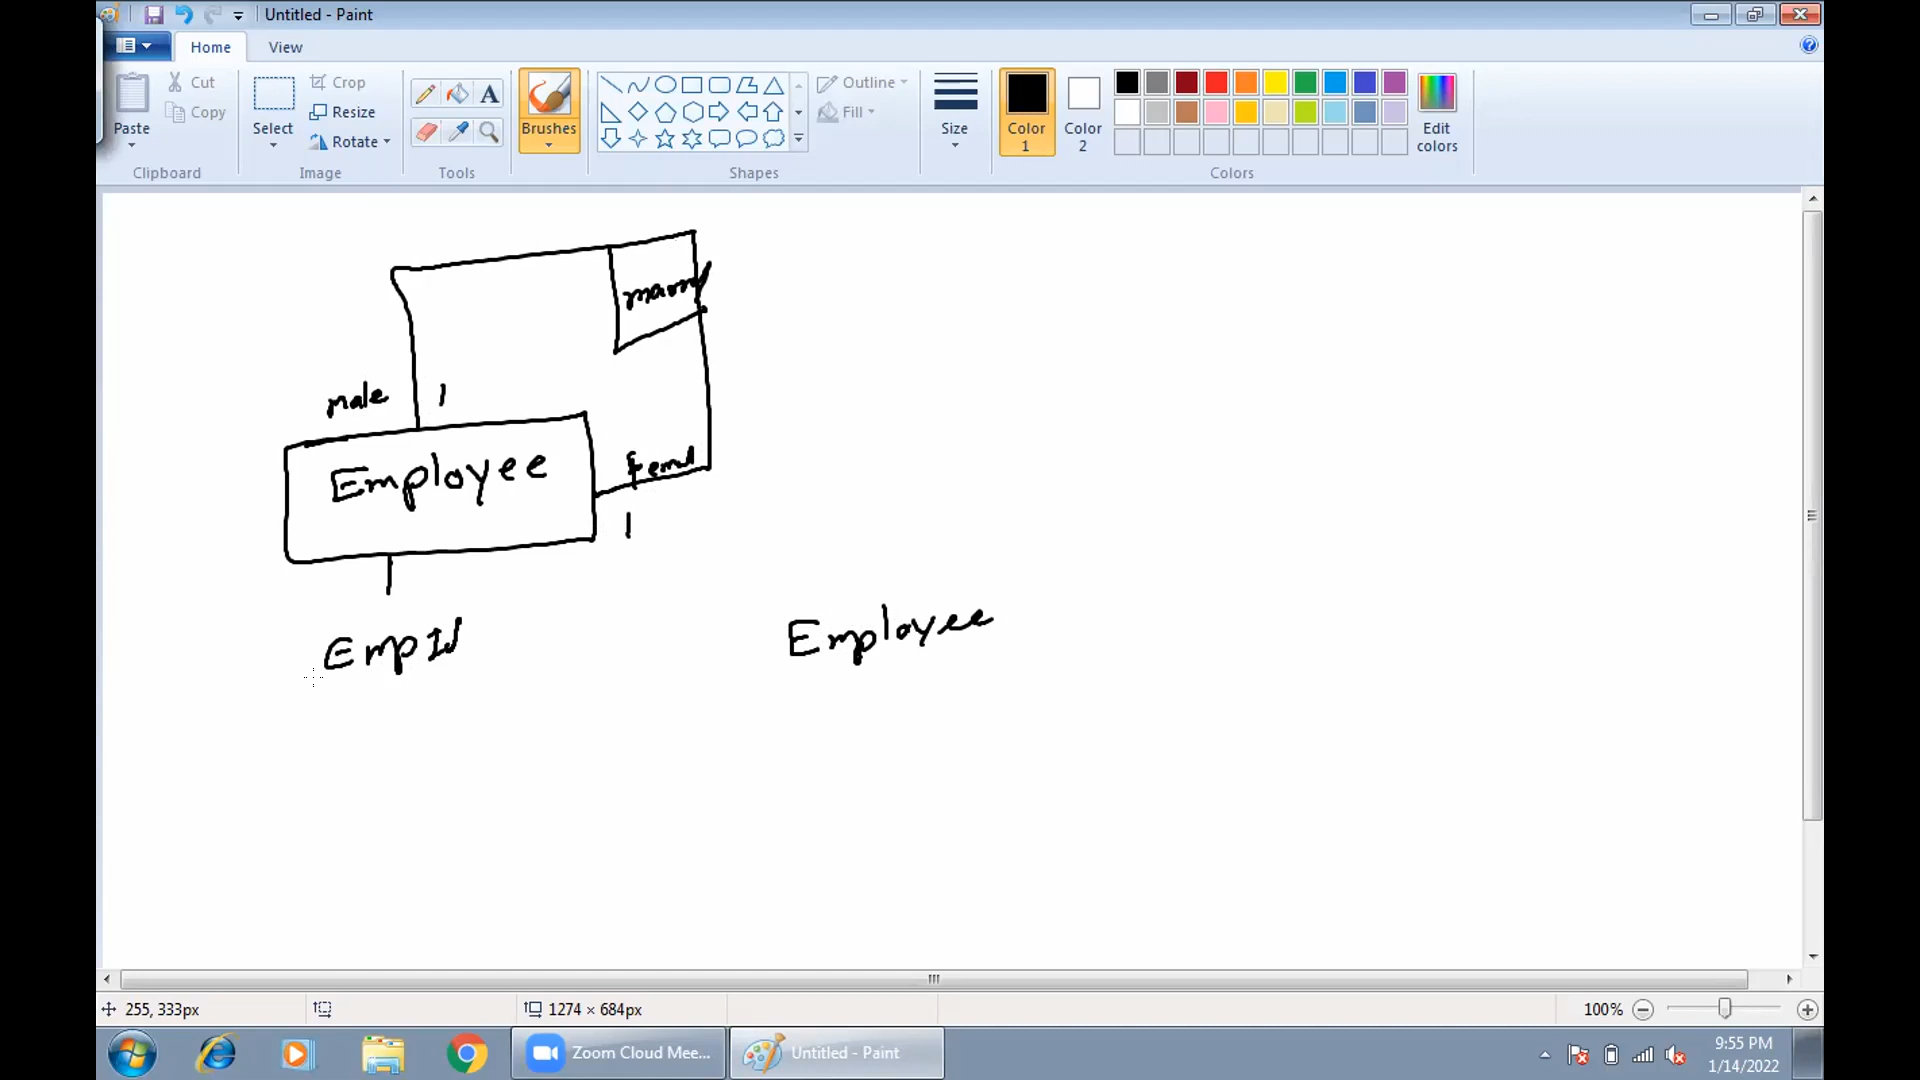 Untitled - Paint
Home
View
Paste
Cut
Copy
Clipboard
Select
Crop
Resize
Rotate
Image
A
Tools
Brushes
Shapes
Outline
Fill
Size
Color
1
Color
2
Edit
colors
Colors
male
1
Employee
1
EmpId
Employee
255, 333px
1274 × 684px
100%
Zoom Cloud Mee...
Untitled - Paint
9:55 PM
1/14/2022